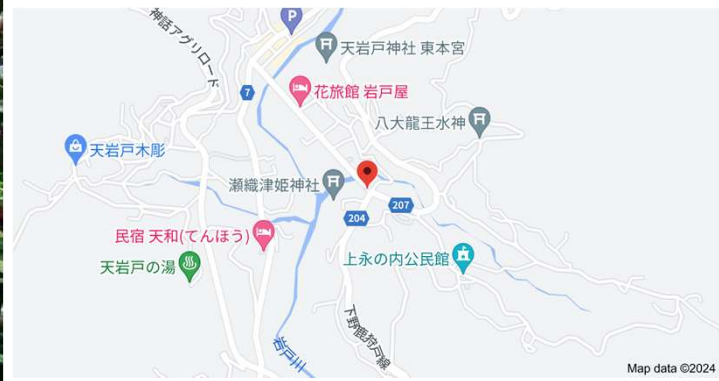 神話アグリロード
P
天岩戸神社 東本宮
7
花旅館 岩戸屋
八大龍王水神
天岩戸木彫
瀬織津姫神社
207
204
民宿 天和(てんほう)
天岩戸の湯
上永の内公民館
岩戸川
下野鹿狩戸線
Map data ©2024